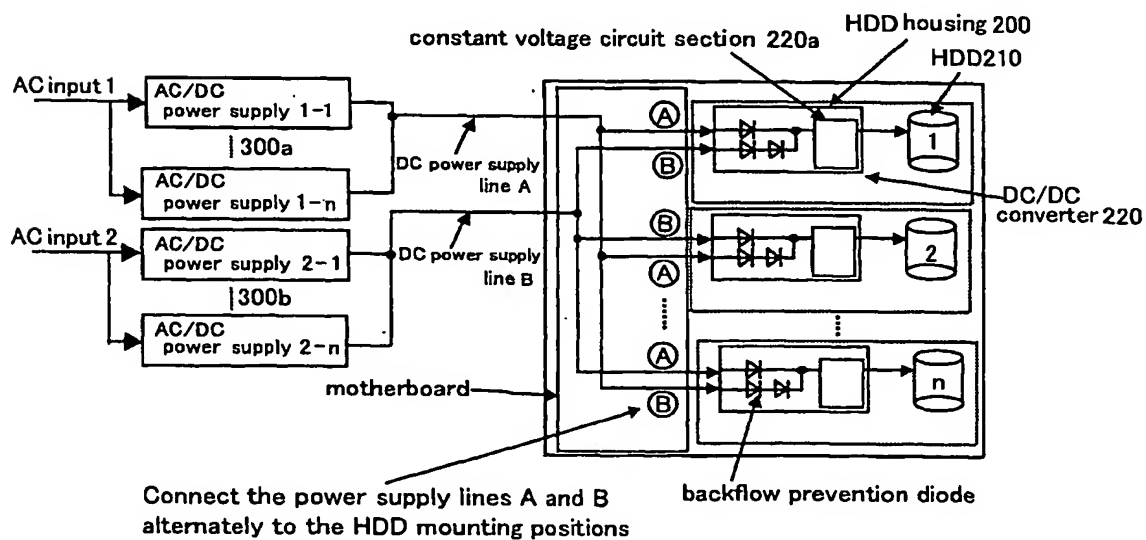 constant voltage circuit section 220a
HDD housing 200
HDD210
AC input 1
AC/DC
power supply 1-1
300a
AC/DC
power supply 1-n
DC power supply
line A
AC input 2
AC/DC
power supply 2-1
300b
AC/DC
power supply 2-n
DC power supply
line B
A
B
1
DC/DC
converter 220
B
A
2
A
B
n
motherboard
backflow prevention diode
Connect the power supply lines A and B
alternately to the HDD mounting positions